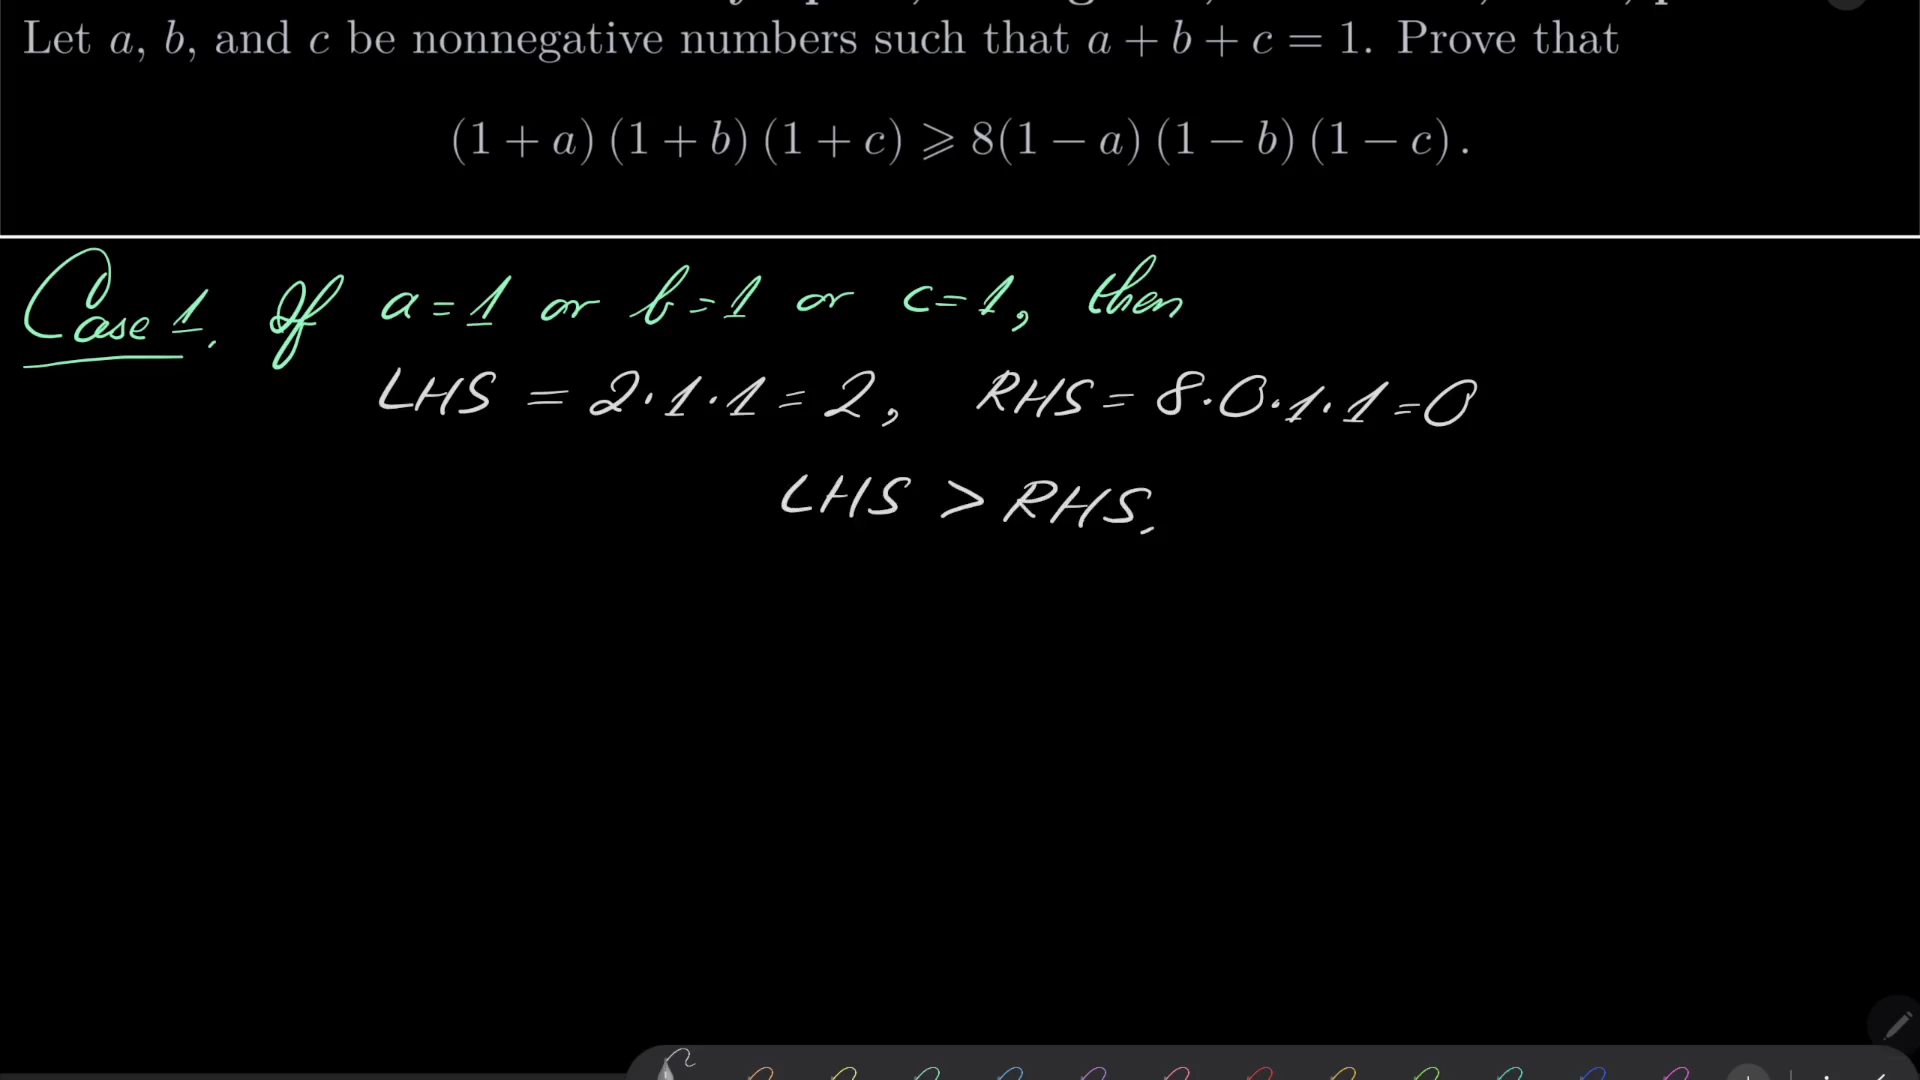 Let a, b, and c be nonnegative numbers such that a + b + c = 1. Prove that
(1 + a) (1 + b) (1 + c) ⩾ 8(1 − a) (1 − b) (1 − c) .
Case 1. If a = 1 or b = 1 or c = 1, then
LHS = 2·1·1 = 2, RHS = 8·0·1·1 = 0
LHS > RHS.